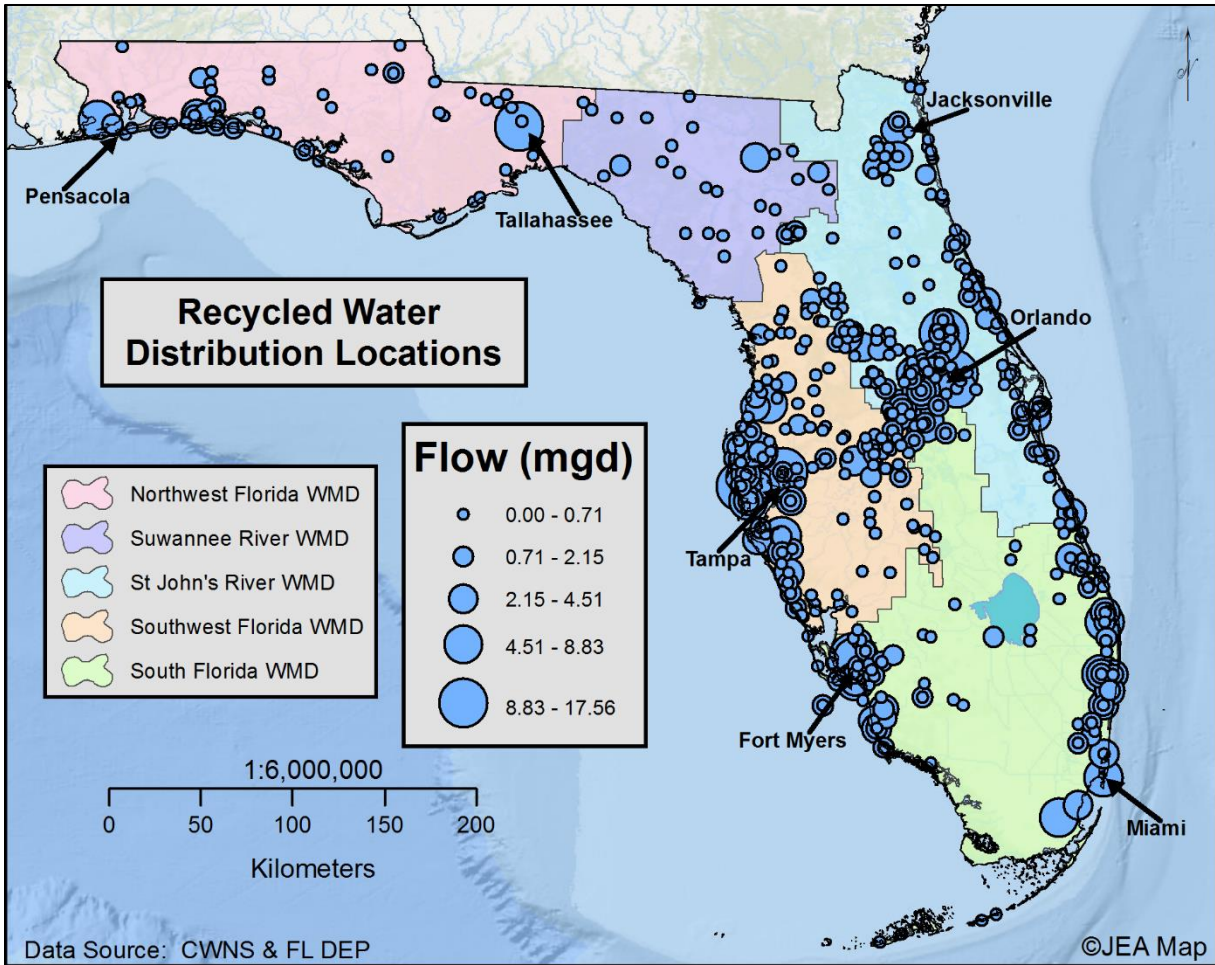 N
Jacksonville
Pensacola
Tallahassee
Recycled Water
Distribution Locations
Orlando
Flow (mgd)
0.00 - 0.71
0.71 - 2.15
2.15 - 4.51
4.51 - 8.83
8.83 - 17.56
Northwest Florida WMD
Suwannee River WMD
St John's River WMD
Southwest Florida WMD
South Florida WMD
Tampa
Fort Myers
Miami
1:6,000,000
0 50 100 150 200
Kilometers
Data Source: CWNS & FL DEP
©JEA Map